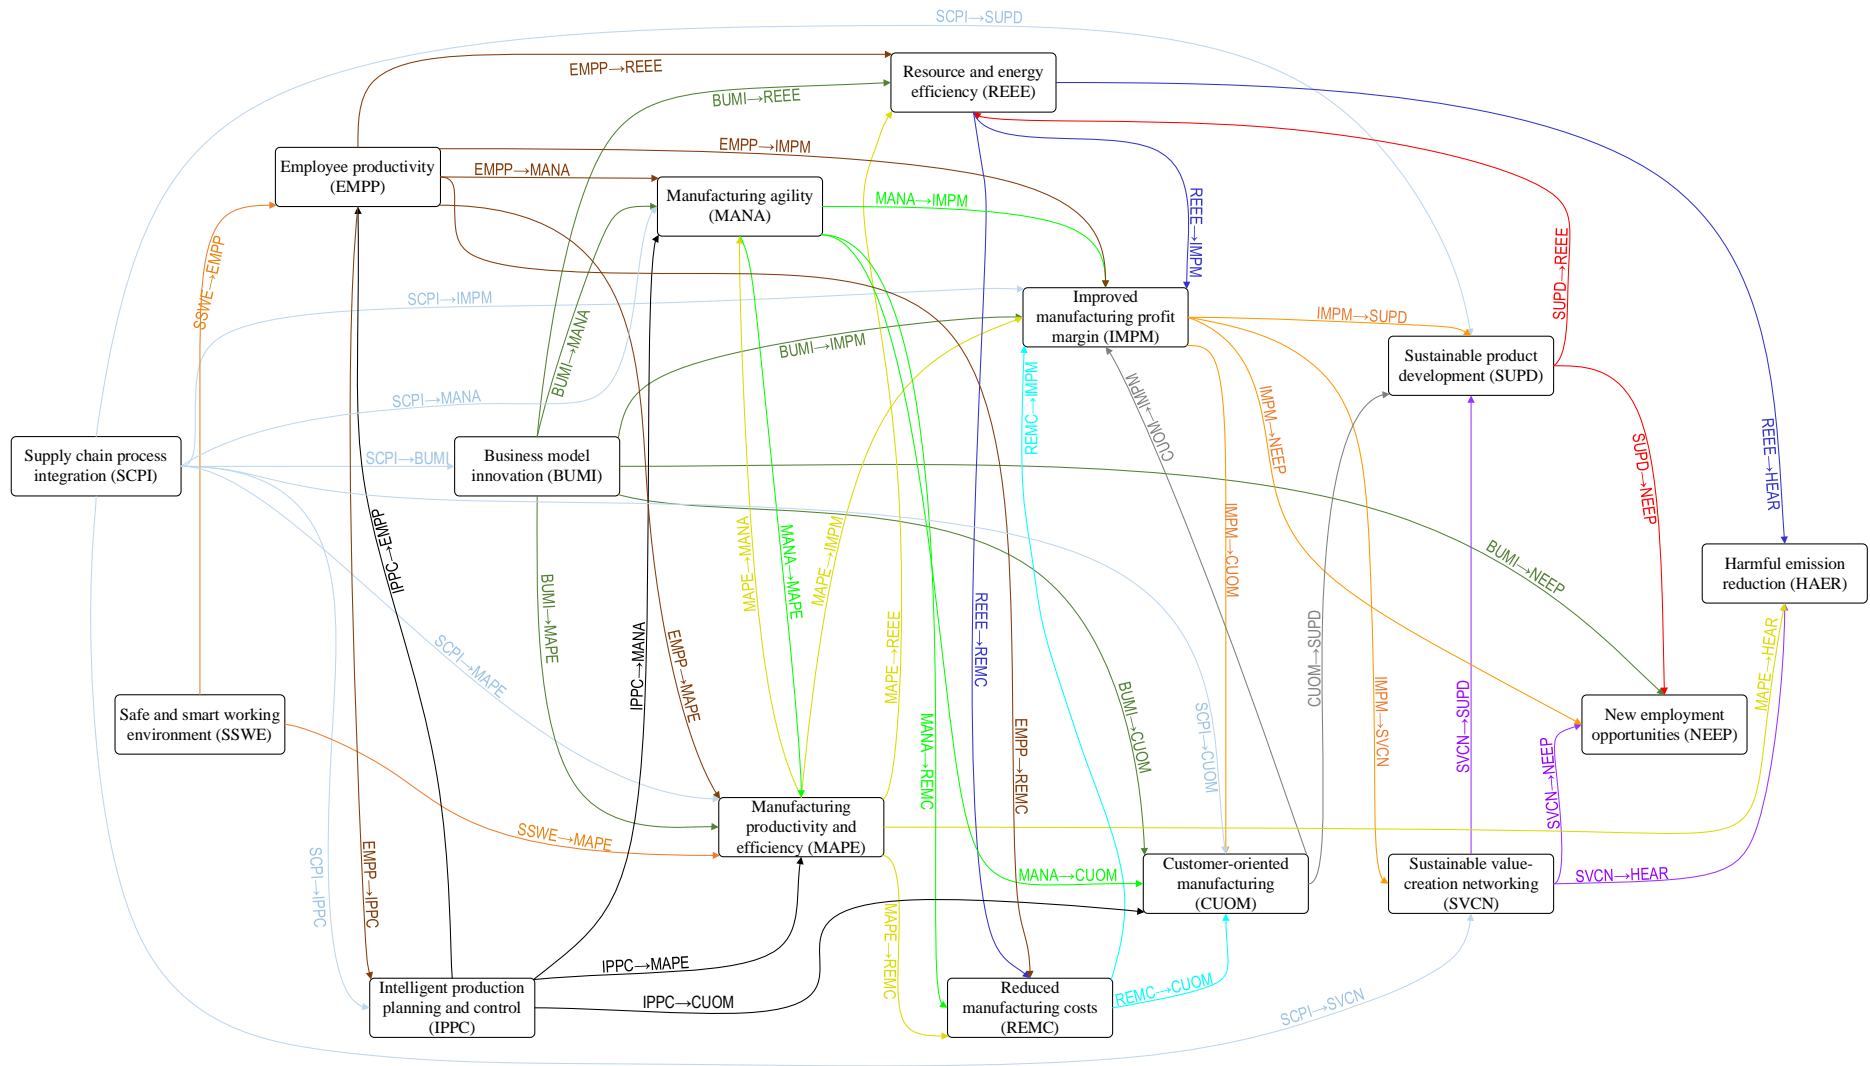 SCPI→SUPD
EMPP→REEE
Resource and energy
efficiency (REEE)
BUMI→REEE
EMPP→IMPM
Employee productivity
(EMPP)
EMPP→MANA
Manufacturing agility
(MANA)
MANA→IMPM
REEE→IMPM
SUPD→REEE
SSWE→EMPP
SCPI→IMPM
Improved
manufacturing profit
margin (IMPM)
IMPM→SUPD
BUMI→MANA
BUMI→IMPM
Sustainable product
development (SUPD)
SCPI→MANA
REMC→IMPM
CUOM→IMPM
IMPM→NEEP
SUPD→NEEP
REEE→HEAR
Supply chain process
integration (SCPI)
SCPI→BUMI
Business model
innovation (BUMI)
IPPC→EMPP
MAPE→MANA
MANA→MAPE
MAPE→IMPM
IMPM→CUOM
BUMI→NEEP
Harmful emission
reduction (HAER)
BUMI→MAPE
REEE→REMC
SCPI→MAPE
IPPC→MANA
EMPP→MAPE
MAPE→REEE
CUOM→SUPD
MAPE→HEAR
Safe and smart working
environment (SSWE)
BUMI→CUOM
SCPI→CUOM
IMPM→SVCN
SVCN→SUPD
New employment
opportunities (NEEP)
MANA→REMC
EMPP→REMC
SVCN→NEEP
SSWE→MAPE
Manufacturing
productivity and
efficiency (MAPE)
SCPI→IPPC
EMPP→IPPC
MANA→CUOM
Customer-oriented
manufacturing
(CUOM)
Sustainable value-
creation networking
(SVCN)
SVCN→HEAR
MAPE→REMC
IPPC→MAPE
Intelligent production
planning and control
(IPPC)
IPPC→CUOM
Reduced
manufacturing costs
(REMC)
REMC→CUOM
SCPI→SVCN